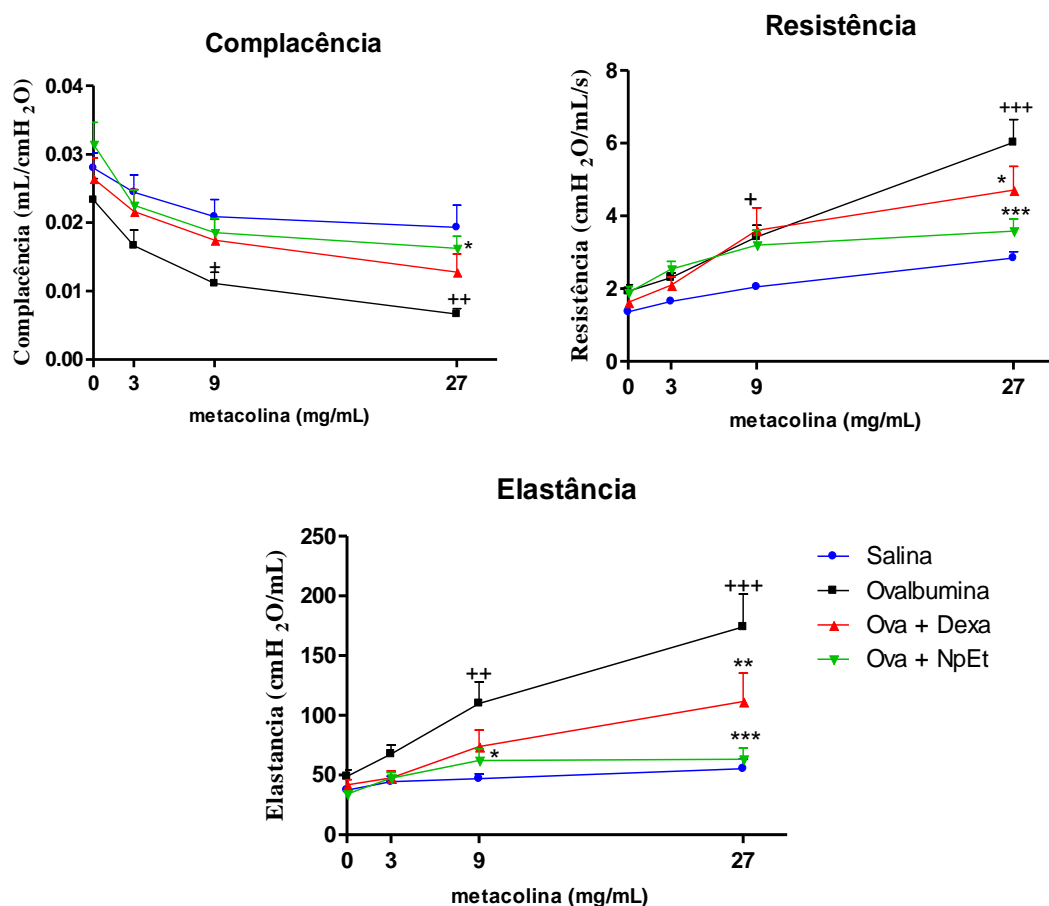 Complacência
Complacência (mL/cmH2O)
0.04
0.03
0.02
0.01
0.00
+
++
*
0 3 9 27
metacolina (mg/mL)
Resistência
Resistência (cmH2O/mL/s)
8
6
4
2
0
+
+++
*
***
0 3 9 27
metacolina (mg/mL)
Elastância
Elastancia (cmH2O/mL)
250
200
150
100
50
0
+++
++
**
***
*
0 3 9 27
metacolina (mg/mL)
Salina
Ovalbumina
Ova + Dexa
Ova + NpEt